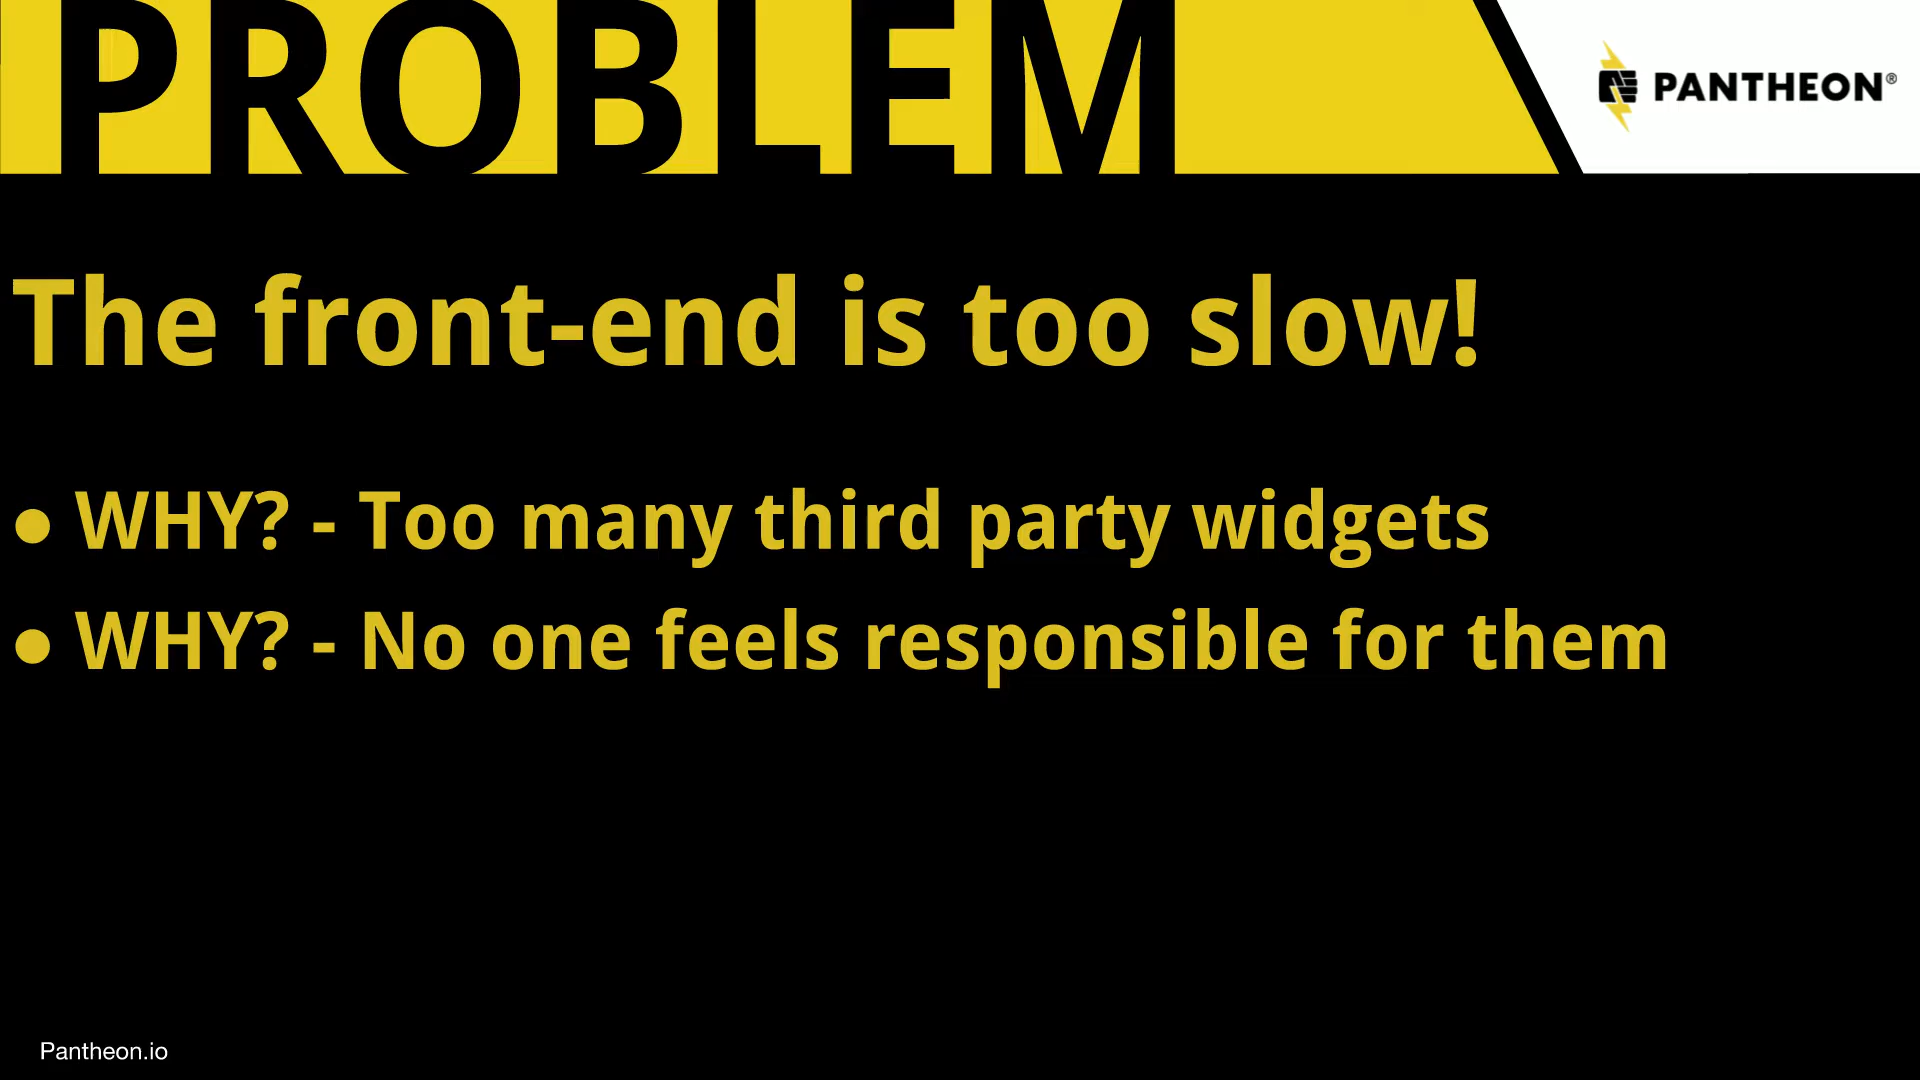 PROBLEM
PANTHEON®
The front-end is too slow!
• WHY? - Too many third party widgets
• WHY? - No one feels responsible for them
Pantheon.io